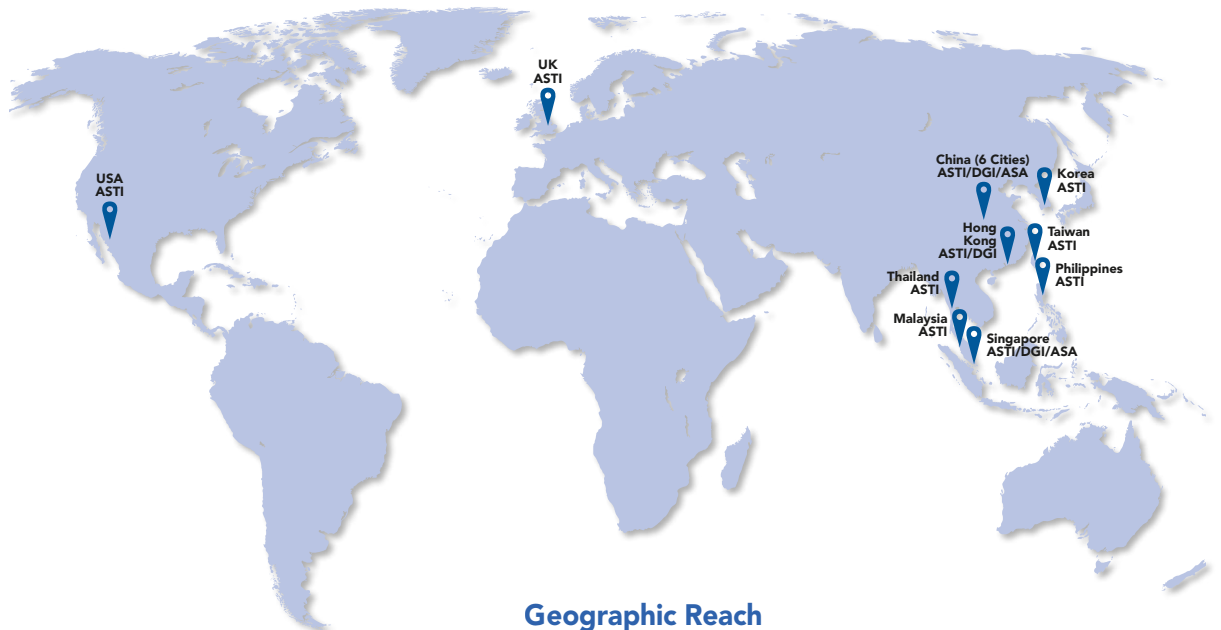 UK
ASTI
USA
ASTI
China (6 Cities)
ASTI/DGI/ASA
Korea
ASTI
Hong
Kong
ASTI/DGI
Taiwan
ASTI
Philippines
ASTI
Thailand
ASTI
Malaysia
ASTI
Singapore
ASTI/DGI/ASA
Geographic Reach